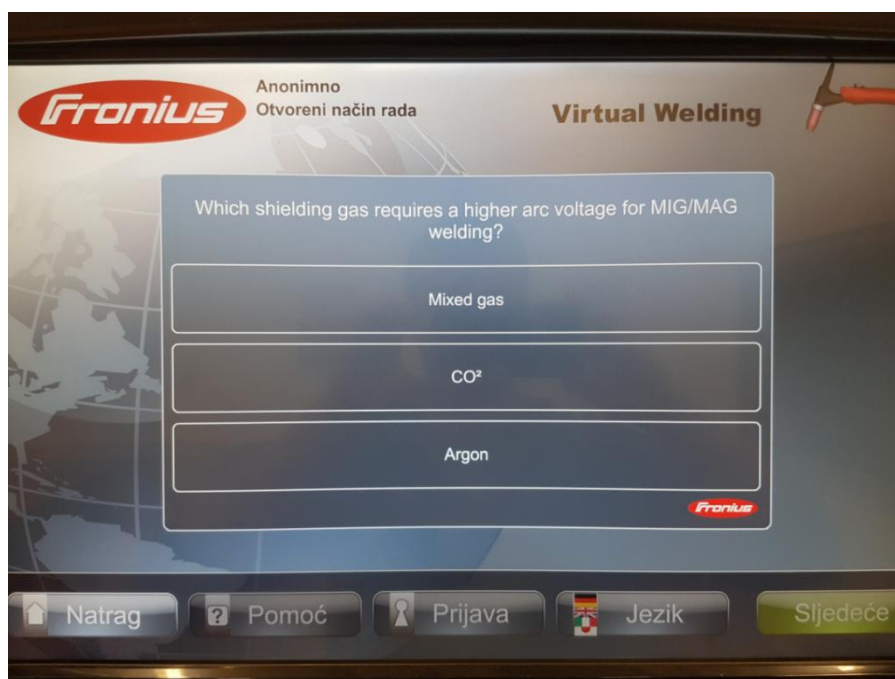 Fronius
Anonimno
Otvoreni način rada
Virtual Welding
Which shielding gas requires a higher arc voltage for MIG/MAG
welding?
Mixed gas
CO²
Argon
Fronius
Natrag
? Pomoć
Prijava
Jezik
Sljedeće